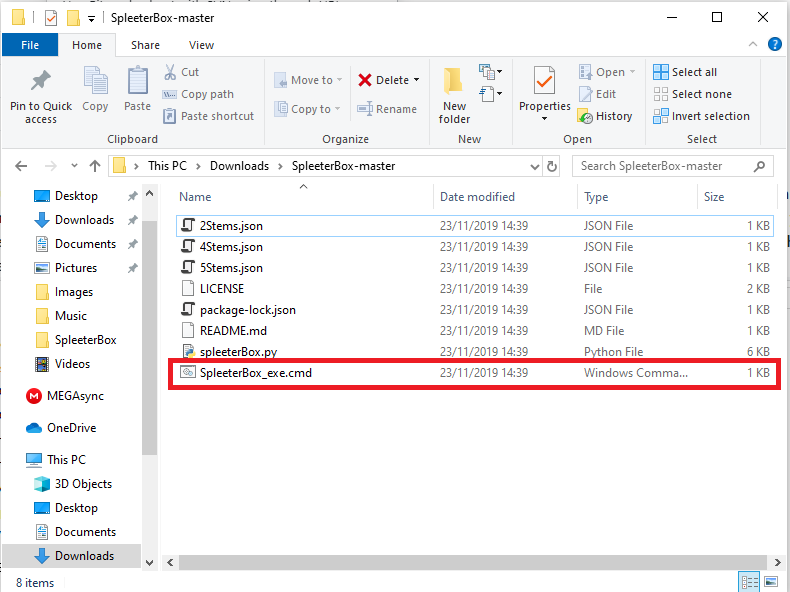 SpleeterBox-master
File Home Share View
Pin to Quick access
Copy
Paste
Cut
Copy path
Paste shortcut
Clipboard
Move to
Copy to
Delete
Rename
Organize
New folder
New
Properties
Open
Edit
History
Open
Select all
Select none
Invert selection
Select
This PC > Downloads > SpleeterBox-master
Search SpleeterBox-master
Desktop
Downloads
Documents
Pictures
Images
Music
SpleeterBox
Videos
MEGAsync
OneDrive
This PC
3D Objects
Desktop
Documents
Downloads
Name Date modified Type Size
2Stems.json 23/11/2019 14:39 JSON File 1 KB
4Stems.json 23/11/2019 14:39 JSON File 1 KB
5Stems.json 23/11/2019 14:39 JSON File 1 KB
LICENSE 23/11/2019 14:39 File 2 KB
package-lock.json 23/11/2019 14:39 JSON File 1 KB
README.md 23/11/2019 14:39 MD File 1 KB
spleeterBox.py 23/11/2019 14:39 Python File 6 KB
SpleeterBox_exe.cmd 23/11/2019 14:39 Windows Comma... 1 KB
8 items